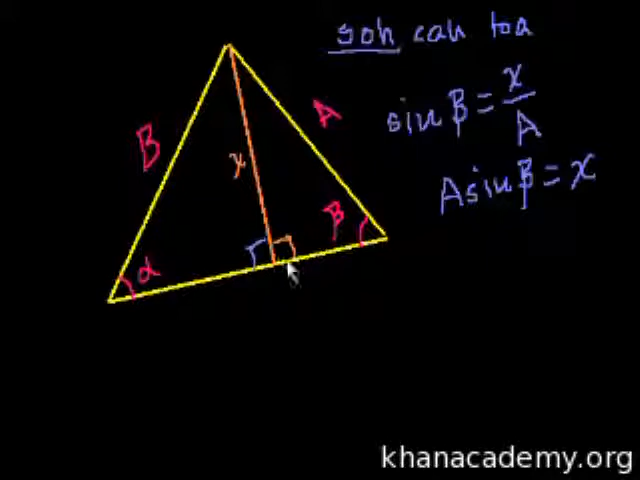 soh cah toa
sin β = x/A
A sin β = x
B
A
x
β
α
khanacademy.org